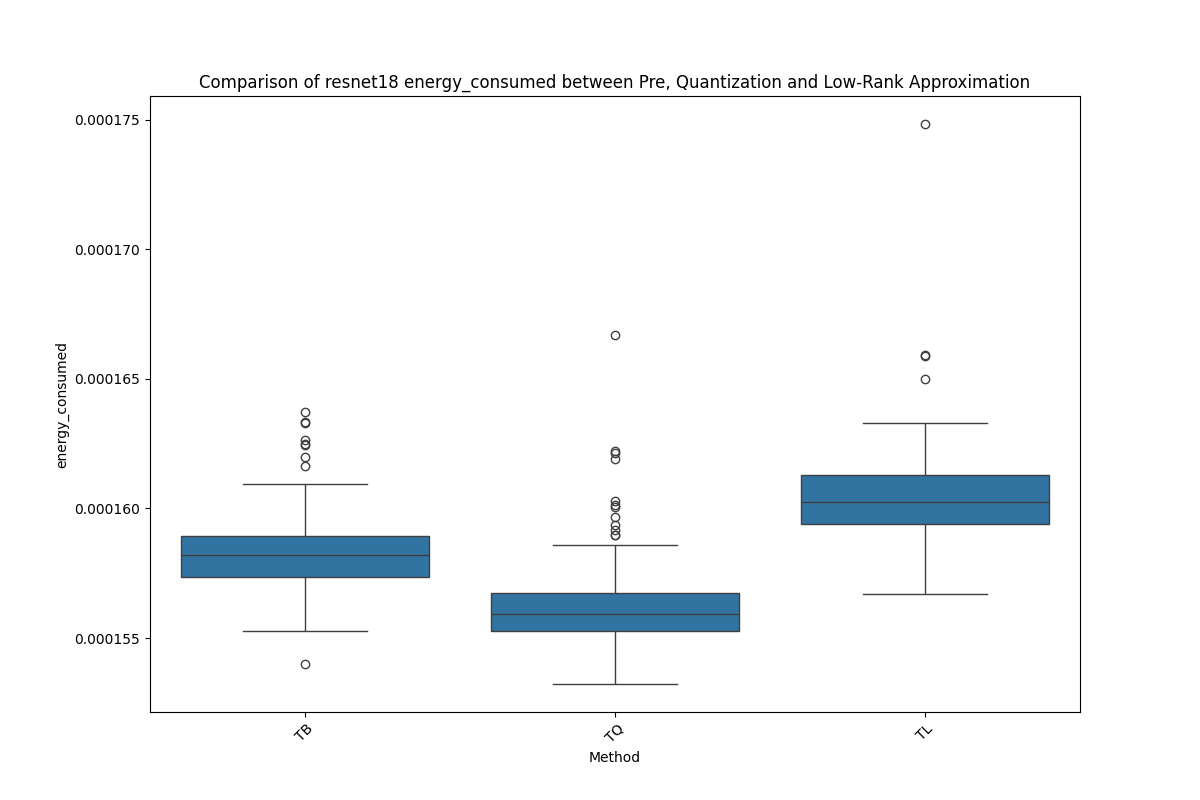 Comparison of resnet18 energy_consumed between Pre, Quantization and Low-Rank Approximation
0.000175
0.000170
0.000165
0.000160
0.000155
energy_consumed
TB
TQ
TL
Method